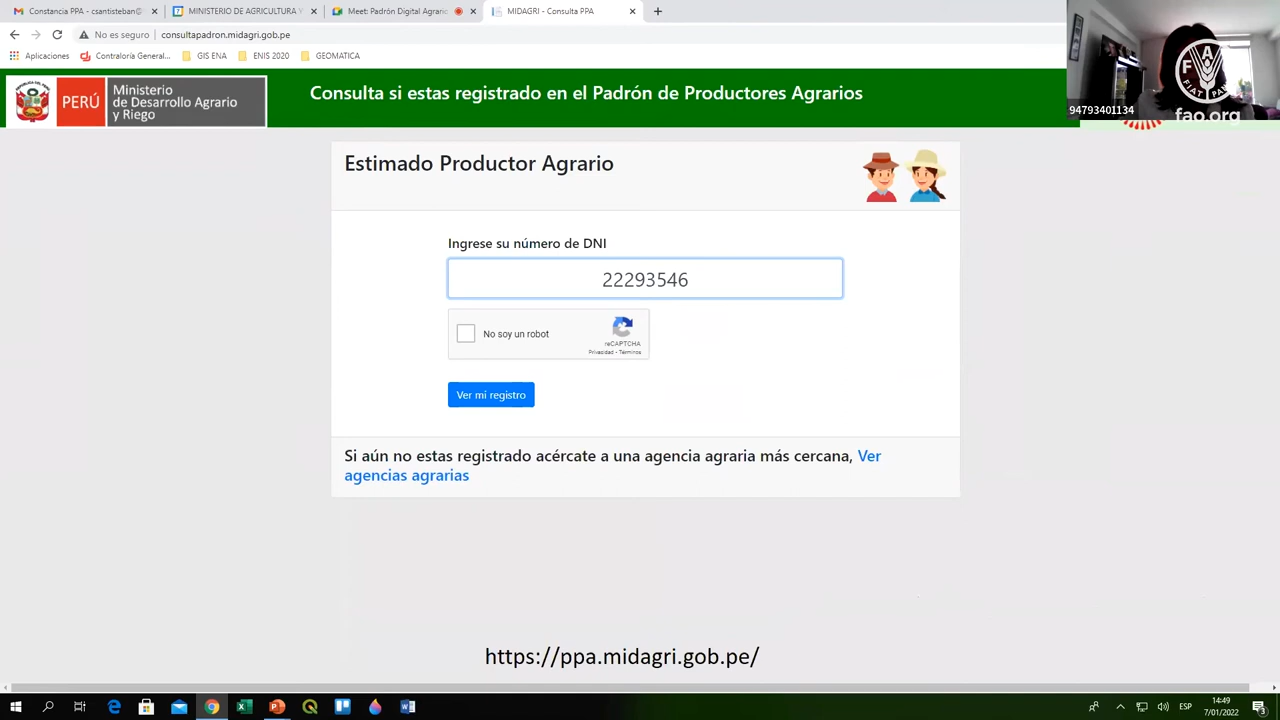 Constancia PPA - csantisteban@
MINISTERIO DE AGRICULTURA Y
Meet: Padrón Digital Agrario
MIDAGRI - Consulta PPA
No es seguro
consultapadron.midagri.gob.pe
Aplicaciones
Contraloría General...
GIS ENA
ENIS 2020
GEOMATICA
PERÚ
Ministerio
de Desarrollo Agrario
y Riego
Consulta si estas registrado en el Padrón de Productores Agrarios
FIAT PANIS
94793401134
fao.org
Estimado Productor Agrario
Ingrese su número de DNI
22293546
No soy un robot
reCAPTCHA
Privacidad - Términos
Ver mi registro
Si aún no estas registrado acércate a una agencia agraria más cercana, Ver
agencias agrarias
https://ppa.midagri.gob.pe/
ESP
14:49
7/01/2022